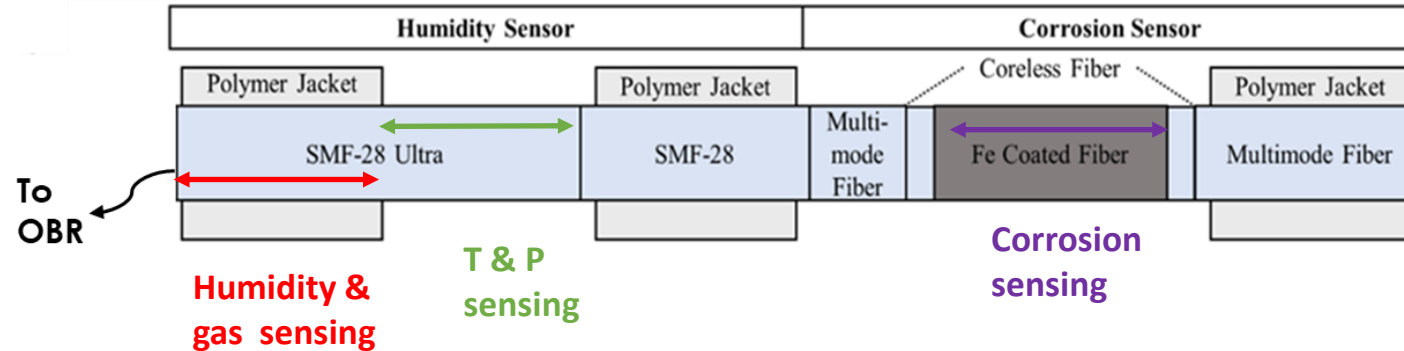 Humidity Sensor
Corrosion Sensor
Coreless Fiber
Polymer Jacket
Polymer Jacket
Polymer Jacket
SMF-28 Ultra
SMF-28
Multi-
mode
Fiber
Fe Coated Fiber
Multimode Fiber
To
OBR
Humidity &
gas sensing
T & P
sensing
Corrosion
sensing